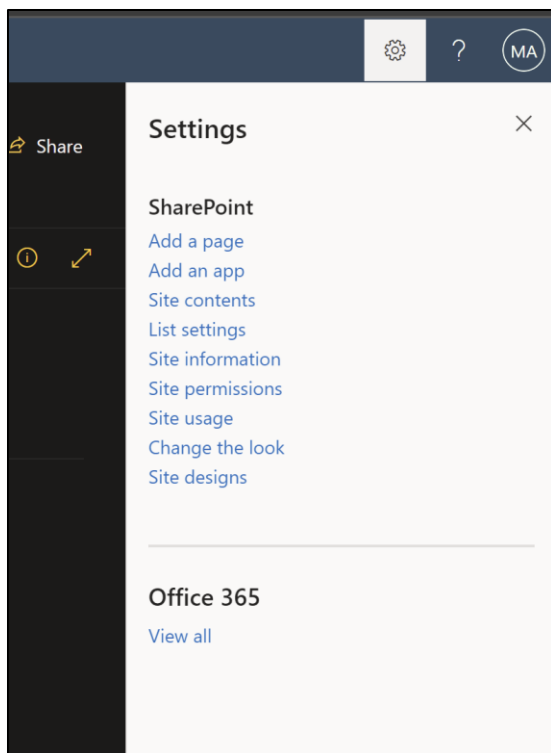 MA
Share
Settings
SharePoint
Add a page
Add an app
Site contents
List settings
Site information
Site permissions
Site usage
Change the look
Site designs
Office 365
View all